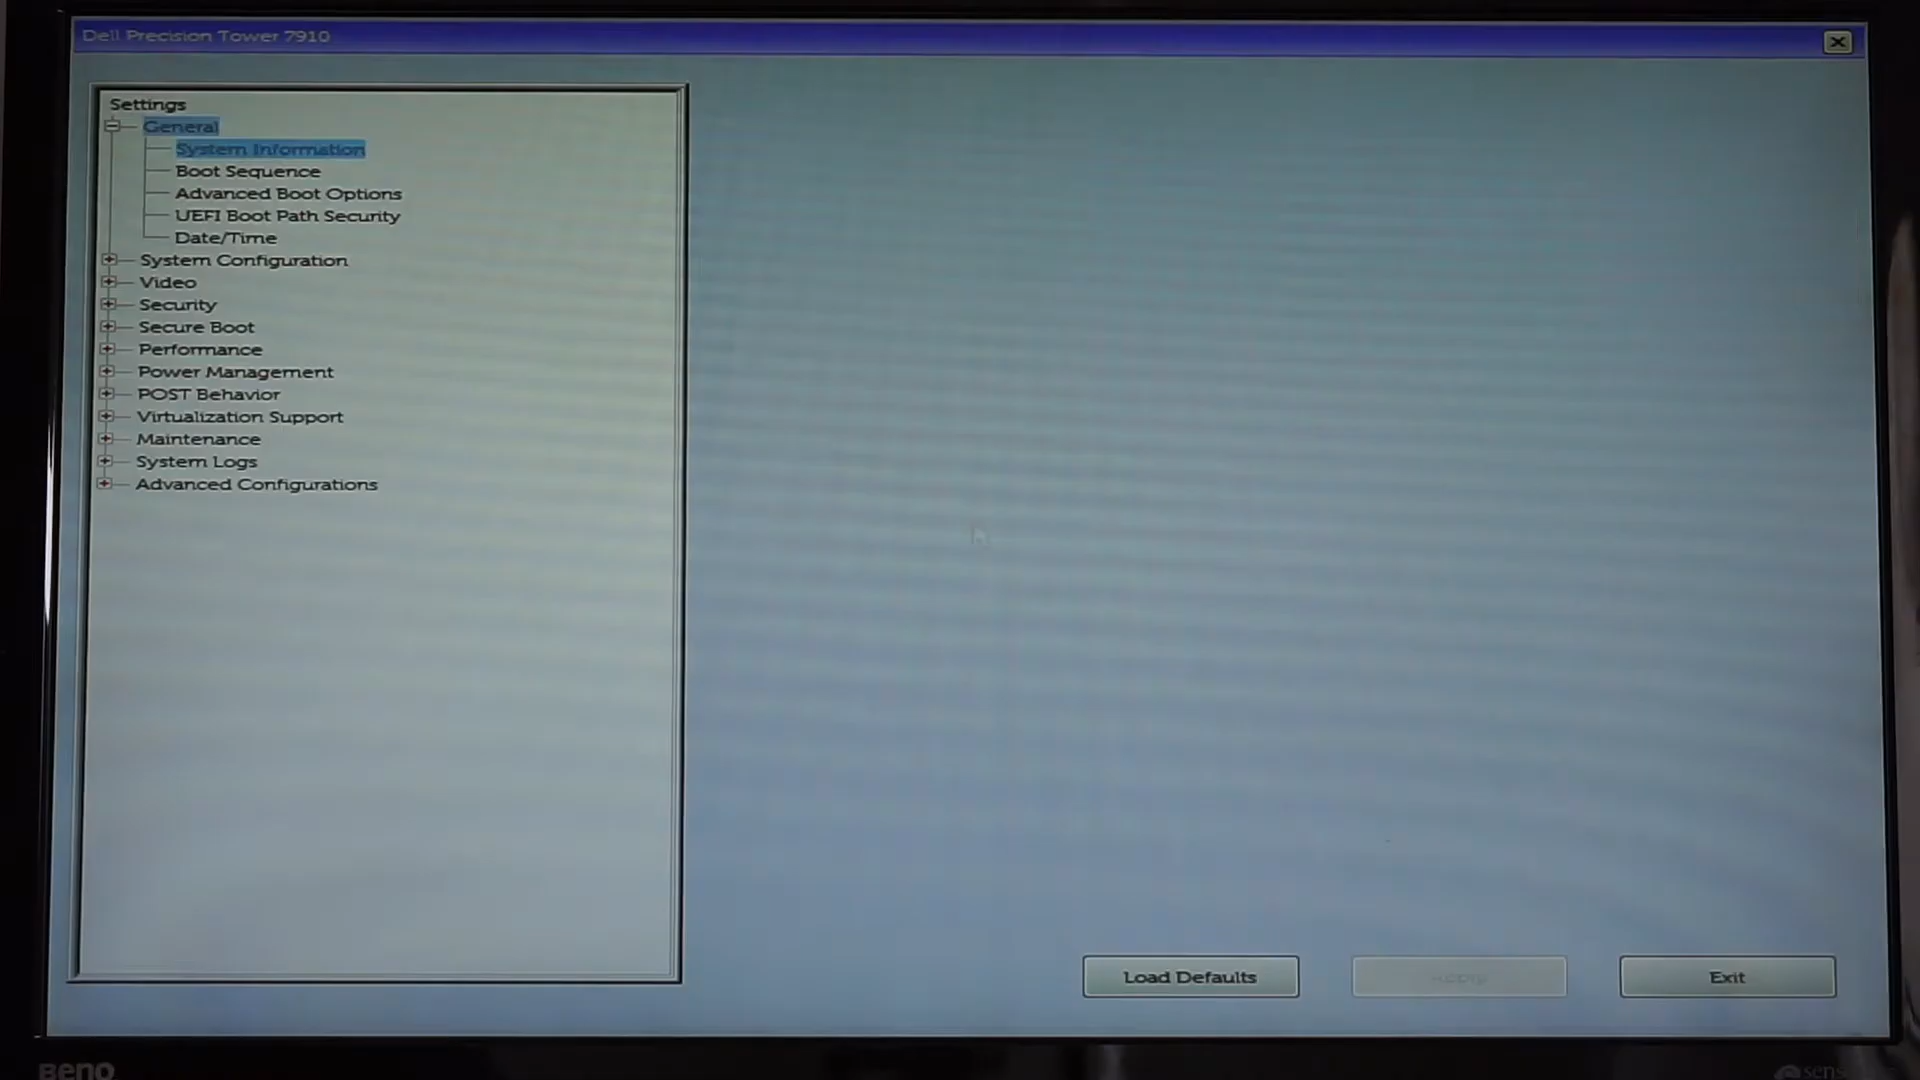 Dell Precision Tower 7910
Settings
General
System Information
Boot Sequence
Advanced Boot Options
UEFI Boot Path Security
Date/Time
System Configuration
Video
Security
Secure Boot
Performance
Power Management
POST Behavior
Virtualization Support
Maintenance
System Logs
Advanced Configurations
Load Defaults
Apply
Exit
BenQ